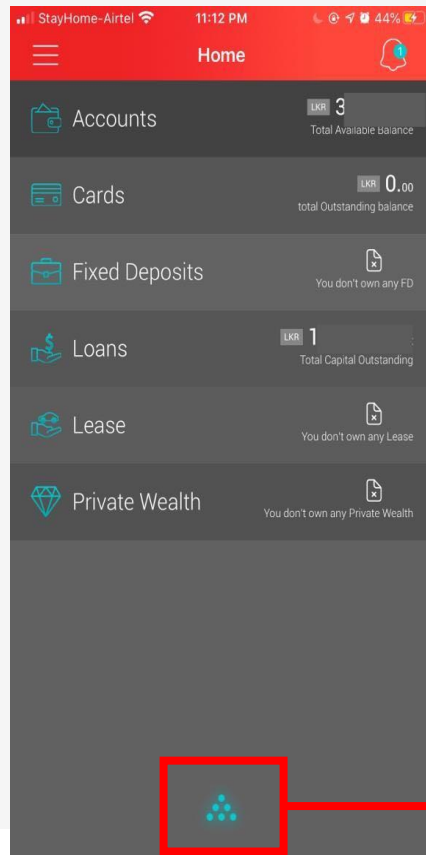 StayHome-Airtel 11:12 PM 44%
Home
1
Accounts
LKR 3
Total Available Balance
Cards
LKR 0.00
total Outstanding balance
Fixed Deposits
You don't own any FD
Loans
LKR 1
Total Capital Outstanding
Lease
You don't own any Lease
Private Wealth
You don't own any Private Wealth